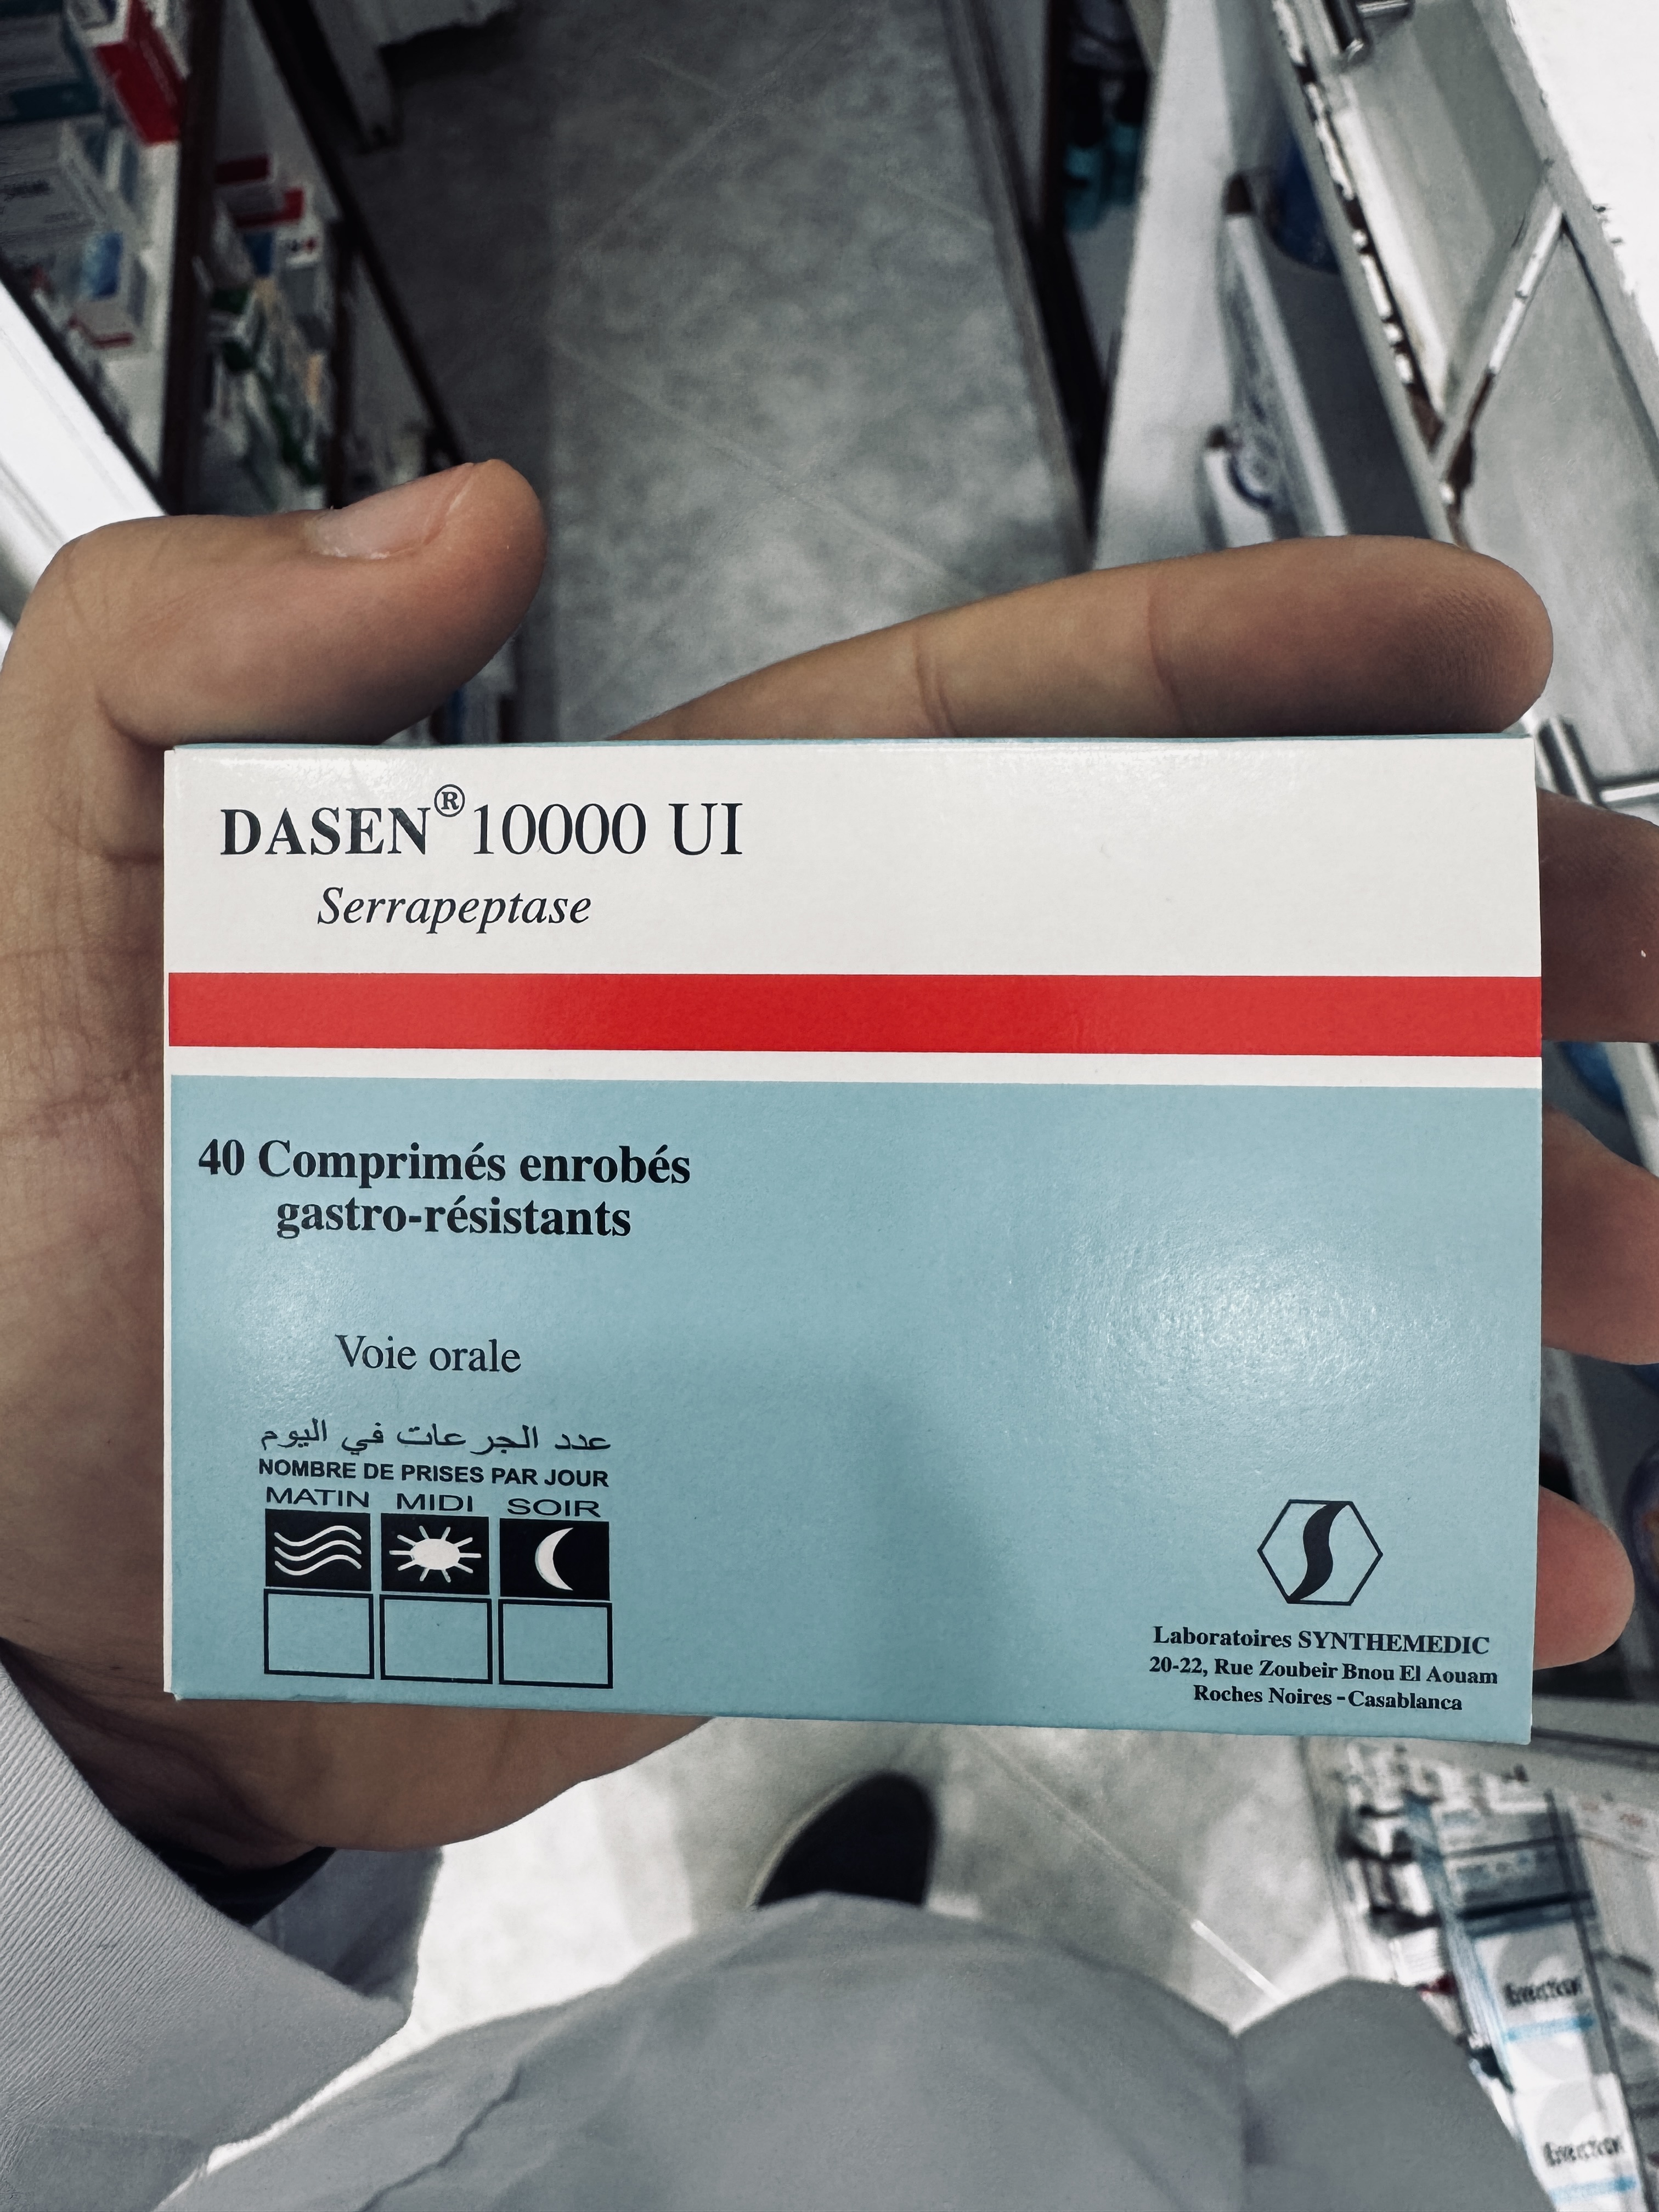 DASEN® 10000 UI
Serrapeptase
40 Comprimés enrobés
gastro-résistants
Voie orale
عدد الجرعات في اليوم
NOMBRE DE PRISES PAR JOUR
MATIN MIDI SOIR
Laboratoires SYNTHEMEDIC
20-22, Rue Zoubeir Bnou El Aouam
Roches Noires - Casablanca